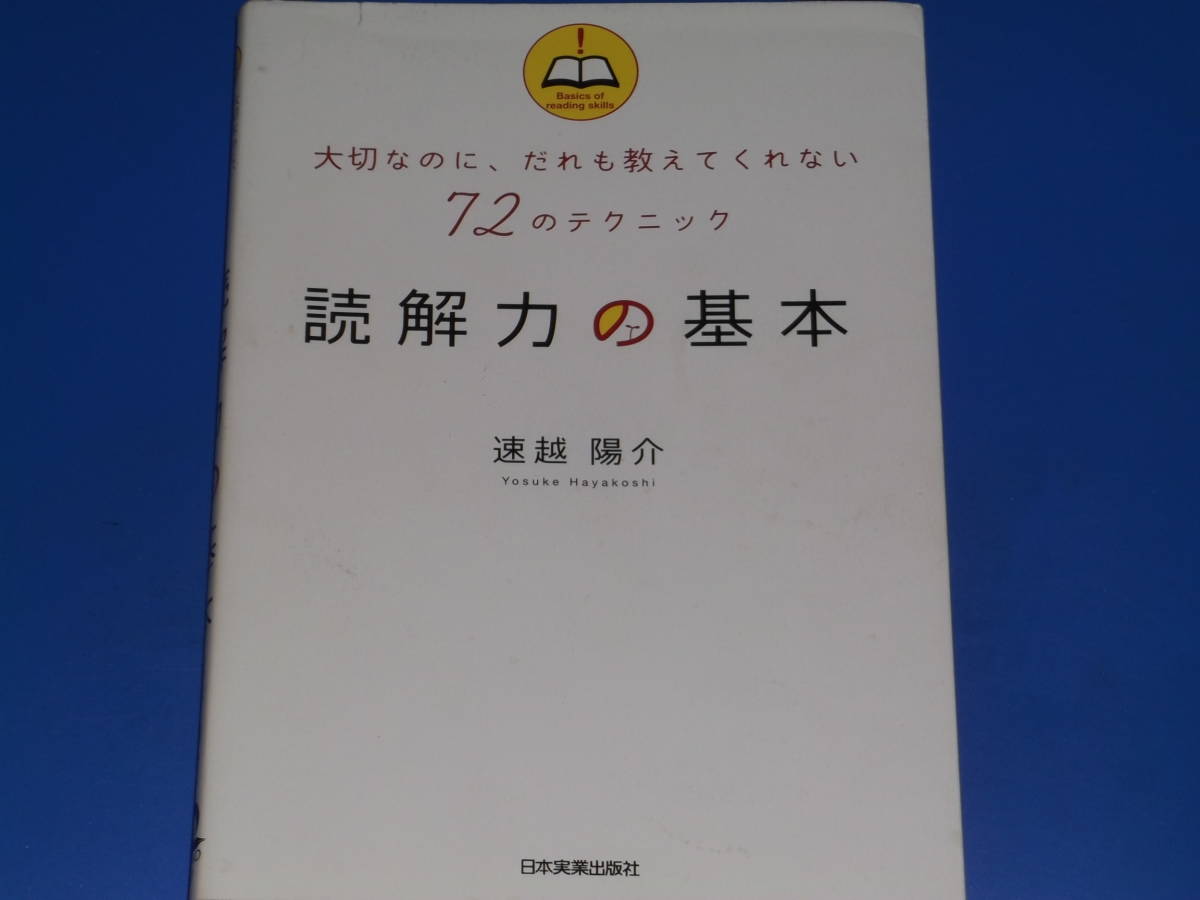 !
Basics of
reading skills
大切なのに、だれも教えてくれない
72のテクニック
読解力の基本
速越 陽介
Yosuke Hayakoshi
日本実業出版社